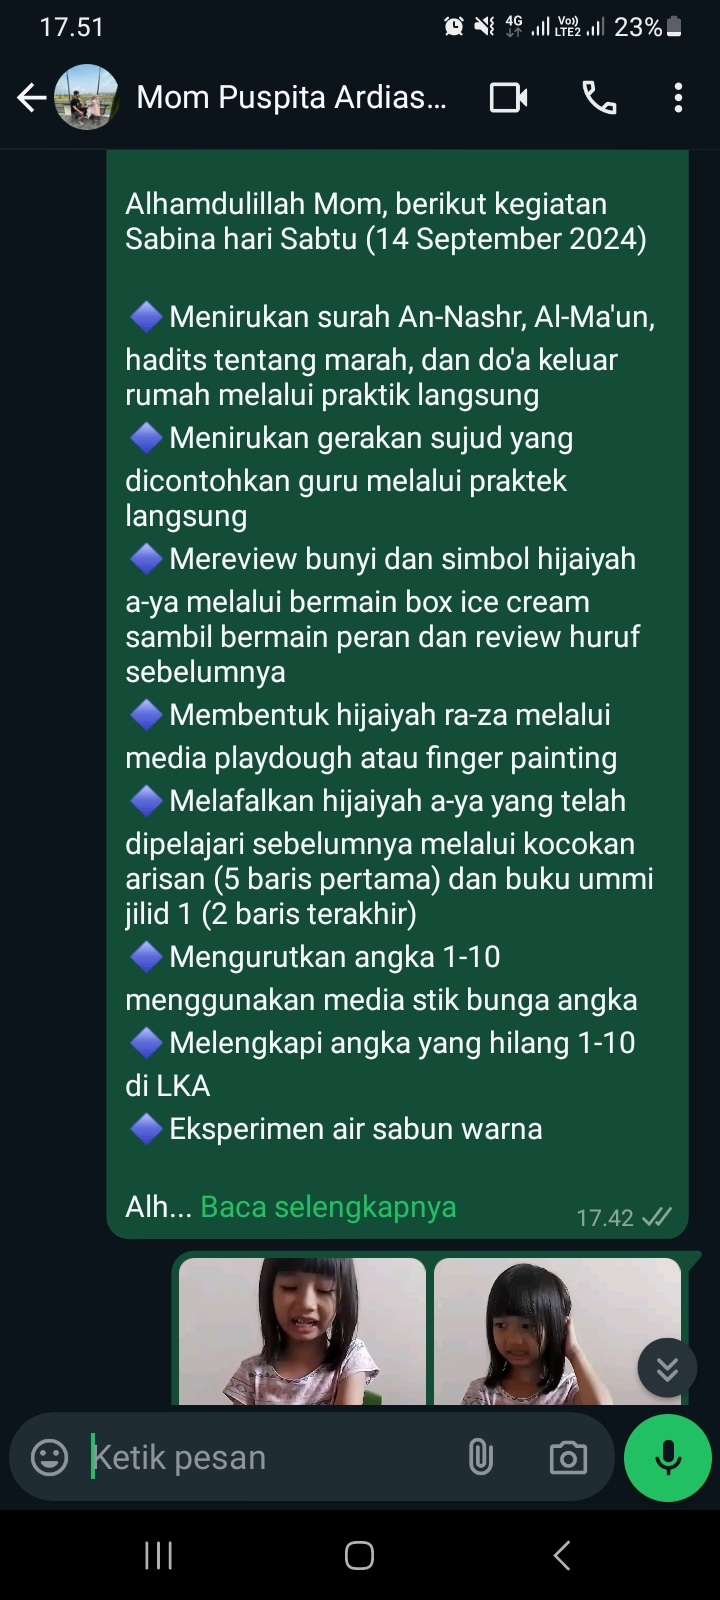 17.51
4G
Vo))
LTE2
23%
Mom Puspita Ardias...
Alhamdulillah Mom, berikut kegiatan
Sabina hari Sabtu (14 September 2024)
🔷 Menirukan surah An-Nashr, Al-Ma'un,
hadits tentang marah, dan do'a keluar
rumah melalui praktik langsung
🔷 Menirukan gerakan sujud yang
dicontohkan guru melalui praktek
langsung
🔷 Mereview bunyi dan simbol hijaiyah
a-ya melalui bermain box ice cream
sambil bermain peran dan review huruf
sebelumnya
🔷 Membentuk hijaiyah ra-za melalui
media playdough atau finger painting
🔷 Melafalkan hijaiyah a-ya yang telah
dipelajari sebelumnya melalui kocokan
arisan (5 baris pertama) dan buku ummi
jilid 1 (2 baris terakhir)
🔷 Mengurutkan angka 1-10
menggunakan media stik bunga angka
🔷 Melengkapi angka yang hilang 1-10
di LKA
🔷 Eksperimen air sabun warna
Alh... Baca selengkapnya
17.42
Ketik pesan